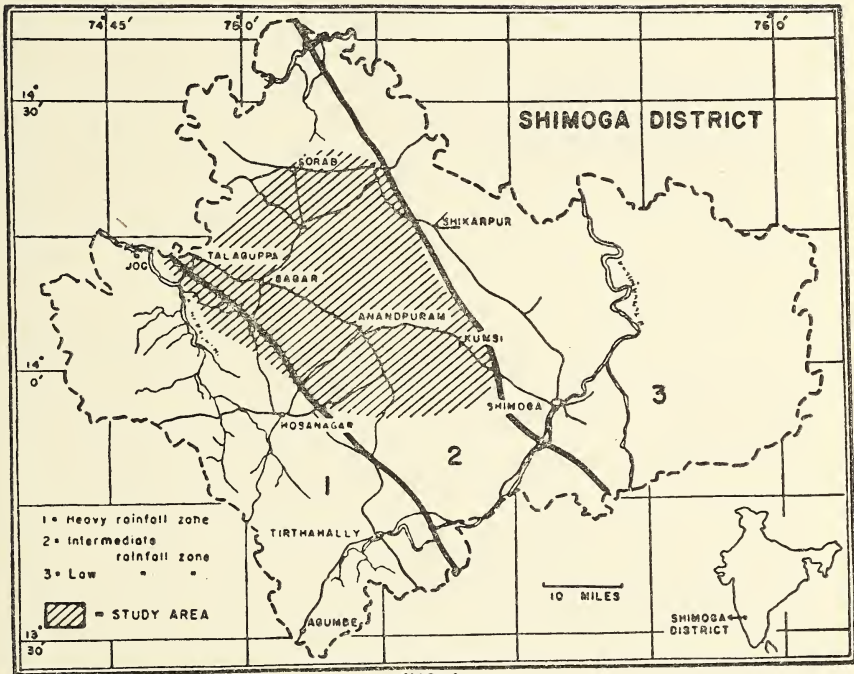 74°45' 75°0' 76°0'
14°
30'
SHIMOGA DISTRICT
SORAB
SHIKARPUR
TALAGUPPA
JOG
SAGAR
ANANDPURAM
KUMSI
14°
0'
SHIMOGA
3
HOSANAGAR
2
1
1 = Heavy rainfall zone
2 = Intermediate
rainfall zone
3 = Low " "
TIRTHAHALLY
10 MILES
= STUDY AREA
SHIMOGA
DISTRICT
AGUMBE
13°
30'